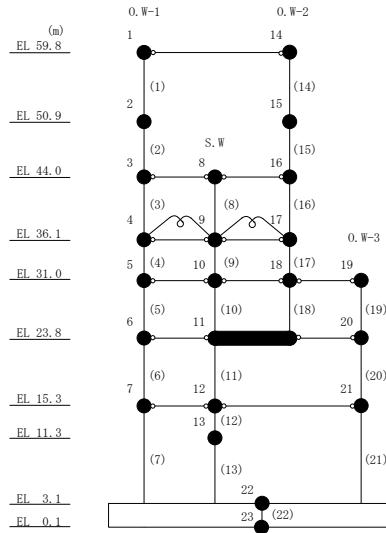 O.W-1 O.W-2
(m)
EL 59.8 1 14
(1) (14)
EL 50.9 2 15
(2) S.W (15)
EL 44.0 3 8 16
(3) (8) (16)
EL 36.1 4 9 17 O.W-3
EL 31.0 5 (4) 10 (9) 18 (17) 19
(5) (10) (18) (19)
EL 23.8 6 11 20
(6) (11) (20)
EL 15.3 7 12 21
(12)
EL 11.3 13
(7) (13) (21)
EL 3.1 22
(22)
EL 0.1 23